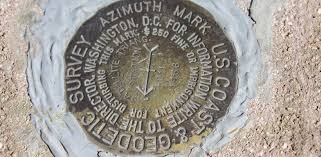 U.S. COAST & GEODETIC SURVEY AZIMUTH MARK
WASHINGTON, D.C. FOR INFORMATION WRITE TO THE DIRECTOR,
$250 FINE OR IMPRISONMENT FOR DISTURBING THIS MARK.